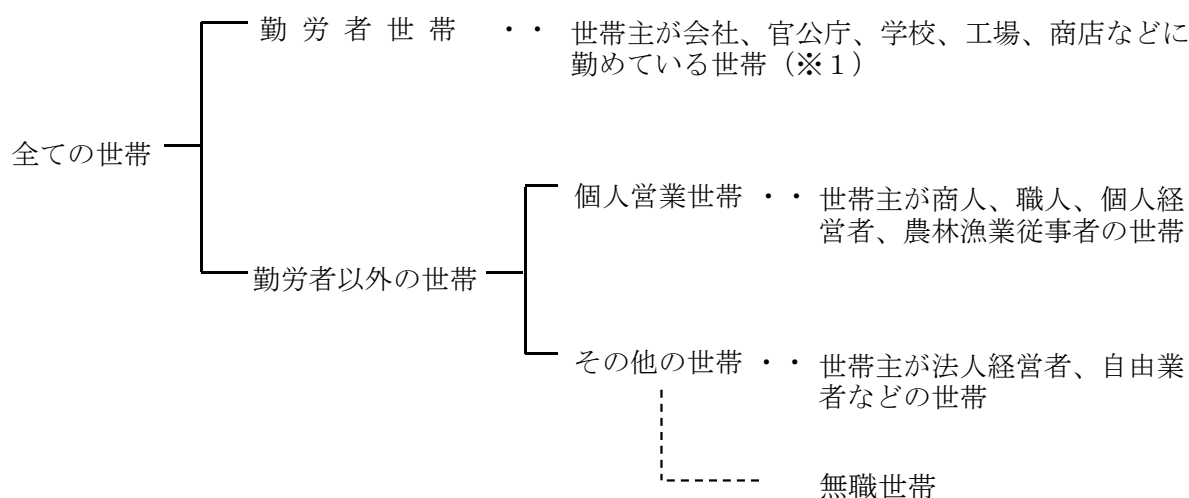 勤 労 者 世 帯 ・・ 世帯主が会社、官公庁、学校、工場、商店などに
勤めている世帯（※１）
全ての世帯
個人営業世帯 ・・ 世帯主が商人、職人、個人経
営者、農林漁業従事者の世帯
勤労者以外の世帯
その他の世帯 ・・ 世帯主が法人経営者、自由業
者などの世帯
無職世帯